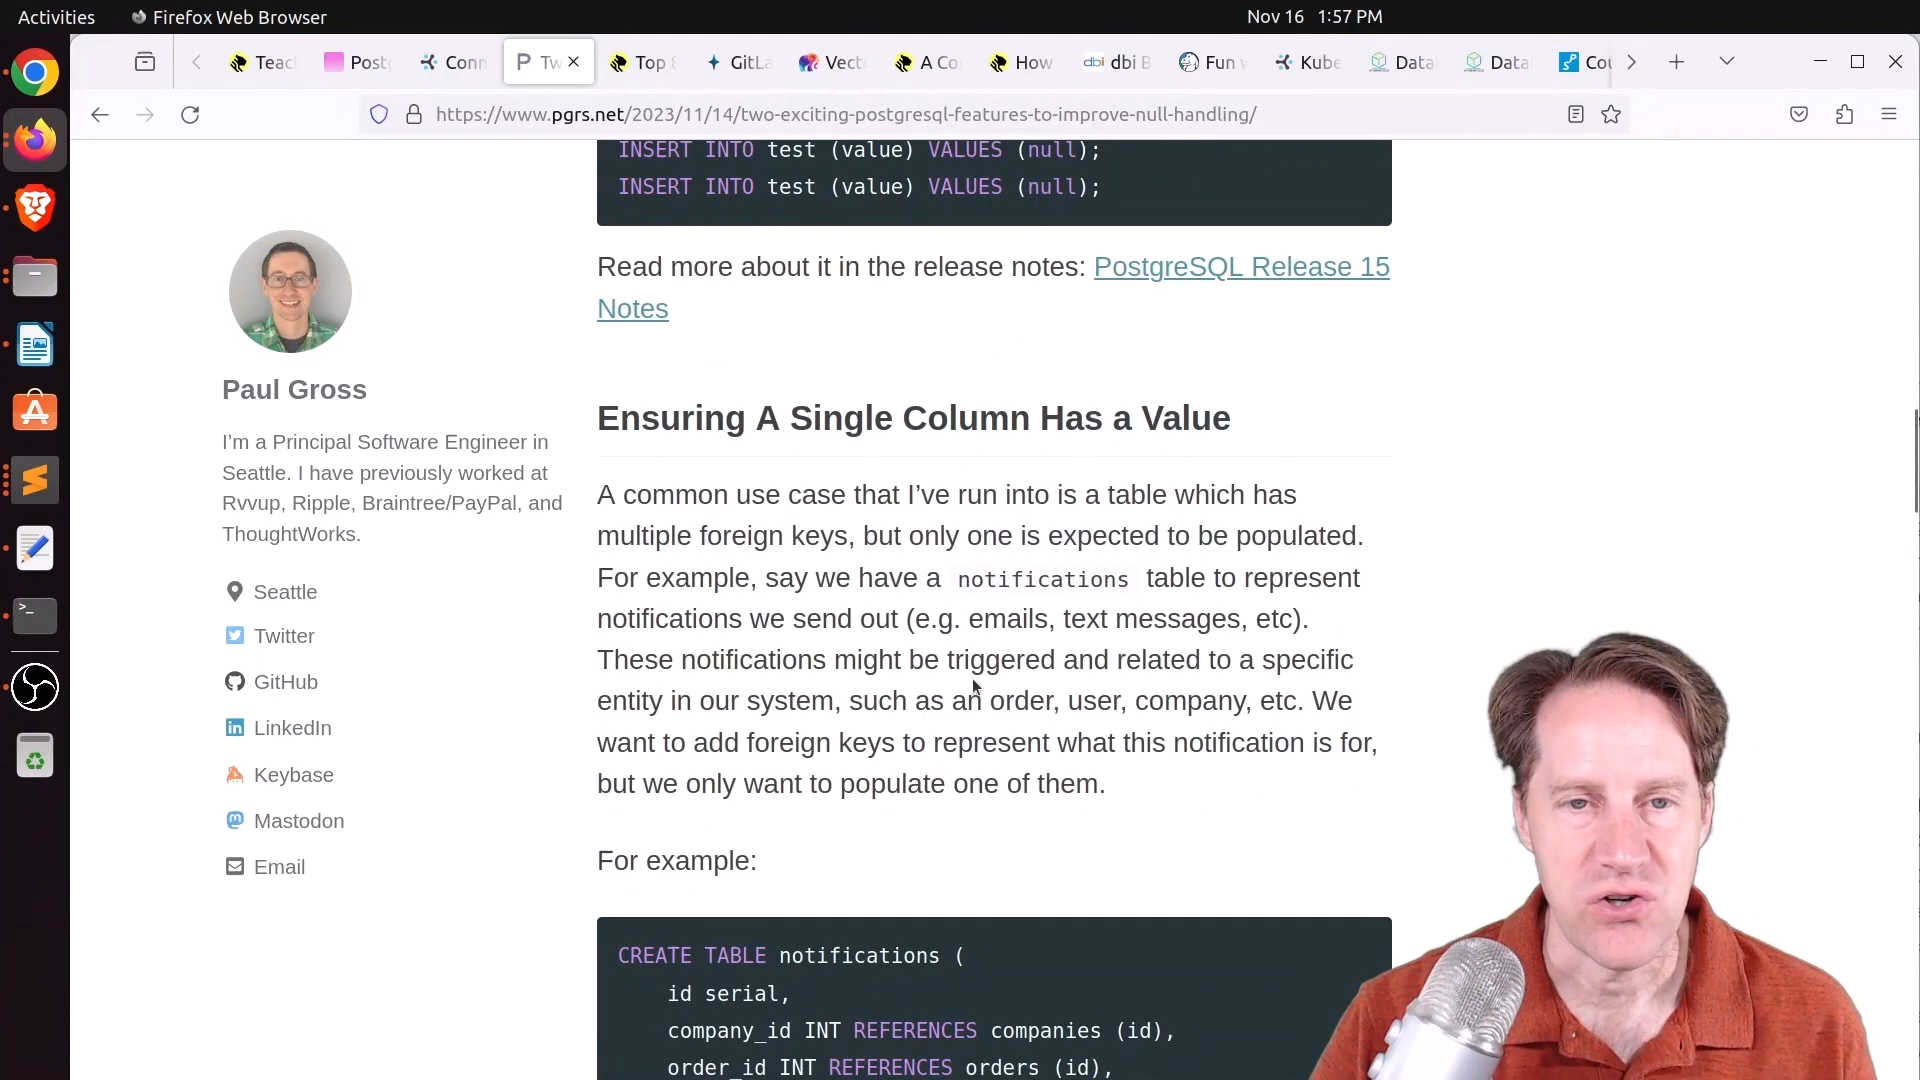 Activities
Firefox Web Browser
Nov 16 1:57 PM
Teac
Postg
Conn
Tw
Top 8
GitLa
Vect
A Co
How
dbi dbi B
Fun w
Kube
Data
Data
Cou
https://www.pgrs.net/2023/11/14/two-exciting-postgresql-features-to-improve-null-handling/
INSERT INTO test (value) VALUES (null);
INSERT INTO test (value) VALUES (null);
Read more about it in the release notes: PostgreSQL Release 15
Notes
Paul Gross
I’m a Principal Software Engineer in
Seattle. I have previously worked at
Rvvup, Ripple, Braintree/PayPal, and
ThoughtWorks.
Seattle
Twitter
GitHub
LinkedIn
Keybase
Mastodon
Email
Ensuring A Single Column Has a Value
A common use case that I’ve run into is a table which has
multiple foreign keys, but only one is expected to be populated.
For example, say we have a notifications table to represent
notifications we send out (e.g. emails, text messages, etc).
These notifications might be triggered and related to a specific
entity in our system, such as an order, user, company, etc. We
want to add foreign keys to represent what this notification is for,
but we only want to populate one of them.
For example:
CREATE TABLE notifications (
id serial,
company_id INT REFERENCES companies (id),
order_id INT REFERENCES orders (id),